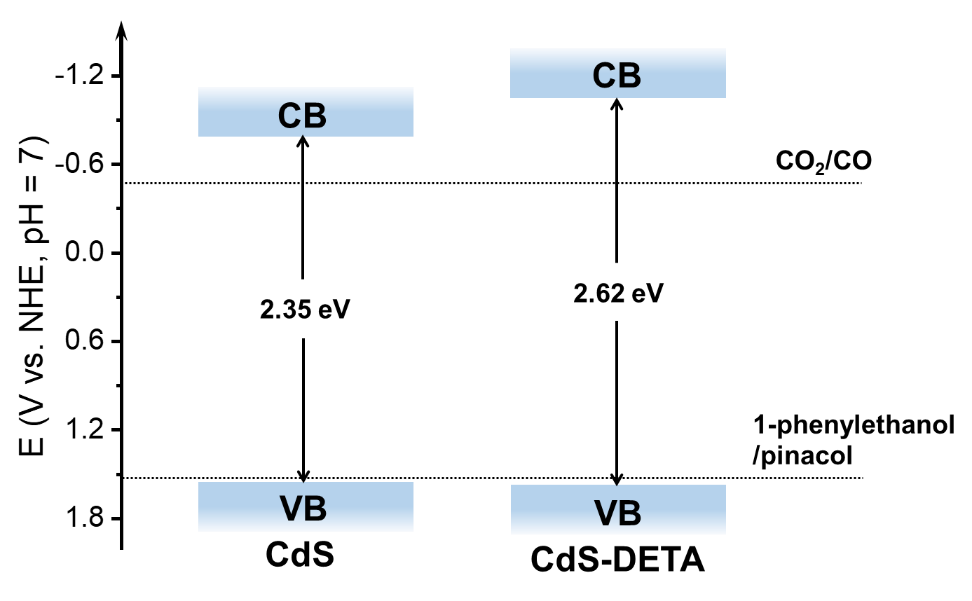 E (V vs. NHE, pH = 7)
-1.2
-0.6
0.0
0.6
1.2
1.8
CB
CB
CO₂/CO
2.35 eV
2.62 eV
1-phenylethanol
/pinacol
VB
VB
CdS
CdS-DETA